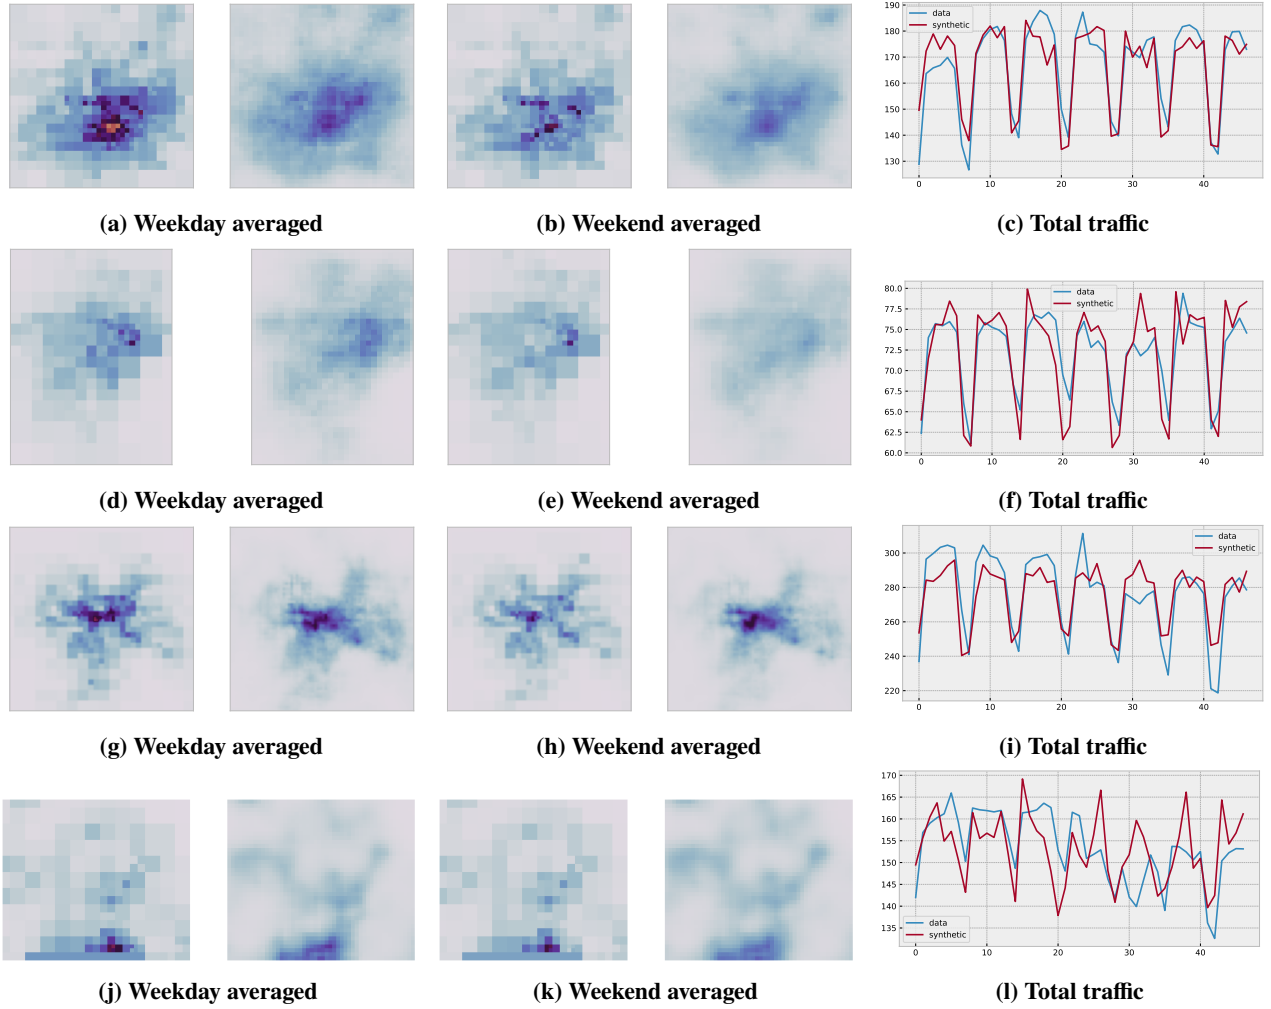 190
180
170
160
150
140
130
0 10 20 30 40
data
synthetic
(a) Weekday averaged
(b) Weekend averaged
(c) Total traffic
80.0
77.5
75.0
72.5
70.0
67.5
65.0
62.5
60.0
0 10 20 30 40
data
synthetic
(d) Weekday averaged
(e) Weekend averaged
(f) Total traffic
300
280
260
240
220
0 10 20 30 40
data
synthetic
(g) Weekday averaged
(h) Weekend averaged
(i) Total traffic
170
165
160
155
150
145
140
135
0 10 20 30 40
data
synthetic
(j) Weekday averaged
(k) Weekend averaged
(l) Total traffic